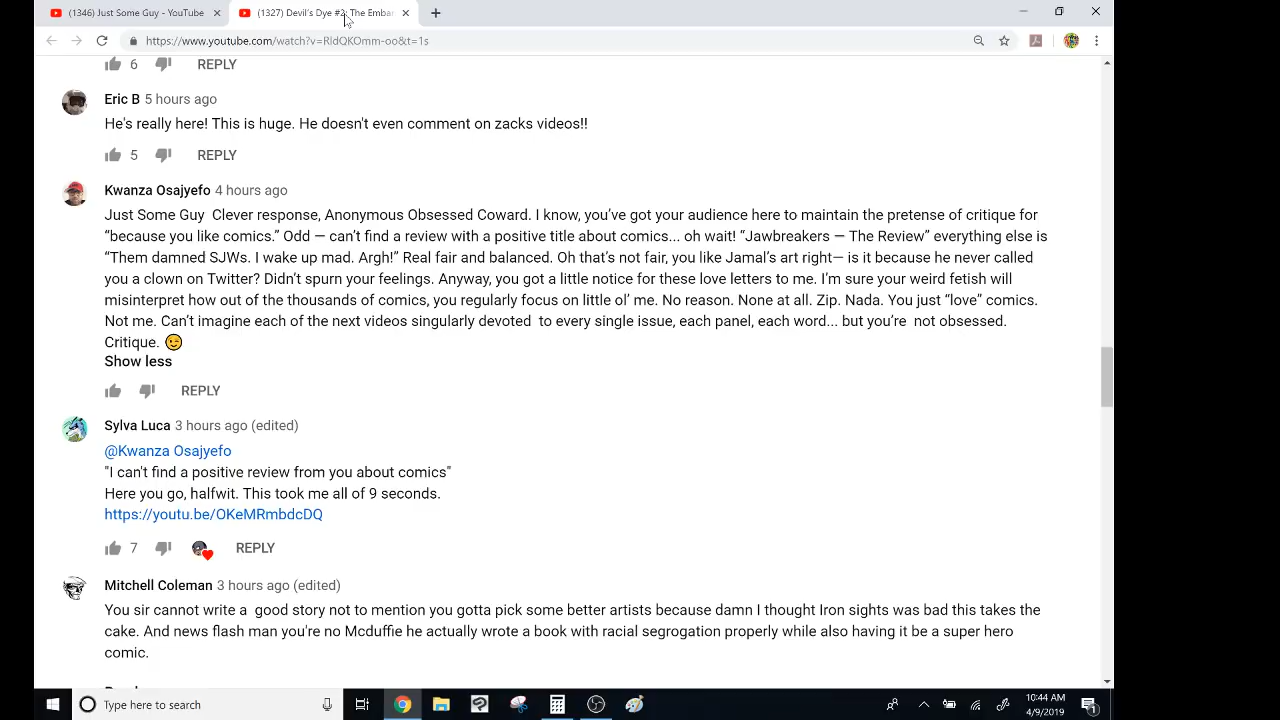 (1346) Just Some Guy - YouTube
(1327) Devil's Dye #2: The Embar
https://www.youtube.com/watch?v=RldQKOmm-oo&t=1s
6 REPLY
Eric B 5 hours ago
He's really here! This is huge. He doesn't even comment on zacks videos!!
5 REPLY
Kwanza Osajyefo 4 hours ago
Just Some Guy Clever response, Anonymous Obsessed Coward. I know, you've got your audience here to maintain the pretense of critique for
“because you like comics.” Odd — can't find a review with a positive title about comics... oh wait! “Jawbreakers — The Review” everything else is
“Them damned SJWs. I wake up mad. Argh!” Real fair and balanced. Oh that's not fair, you like Jamal's art right— is it because he never called
you a clown on Twitter? Didn't spurn your feelings. Anyway, you got a little notice for these love letters to me. I'm sure your weird fetish will
misinterpret how out of the thousands of comics, you regularly focus on little ol' me. No reason. None at all. Zip. Nada. You just “love” comics.
Not me. Can't imagine each of the next videos singularly devoted to every single issue, each panel, each word... but you're not obsessed.
Critique. 😉
Show less
REPLY
Sylva Luca 3 hours ago (edited)
@Kwanza Osajyefo
"I can't find a positive review from you about comics"
Here you go, halfwit. This took me all of 9 seconds.
https://youtu.be/OKeMRmbdcDQ
7 REPLY
Mitchell Coleman 3 hours ago (edited)
You sir cannot write a good story not to mention you gotta pick some better artists because damn I thought Iron sights was bad this takes the
cake. And news flash man you're no Mcduffie he actually wrote a book with racial segrogation properly while also having it be a super hero
comic.
Type here to search
10:44 AM
4/9/2019
1